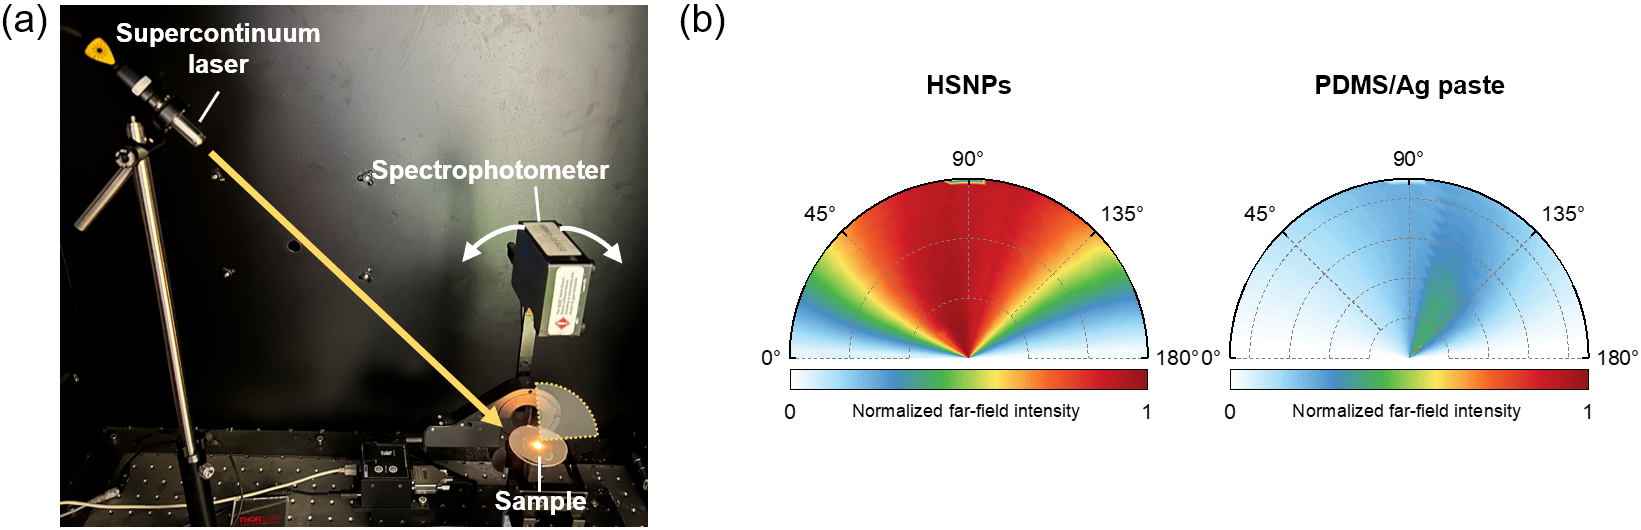 (a)
Supercontinuum
laser
Spectrophotometer
Sample
(b)
HSNPs
90°
45°
135°
0°
180°
0
Normalized far-field intensity
1
PDMS/Ag paste
90°
45°
135°
0°
180°
0
Normalized far-field intensity
1